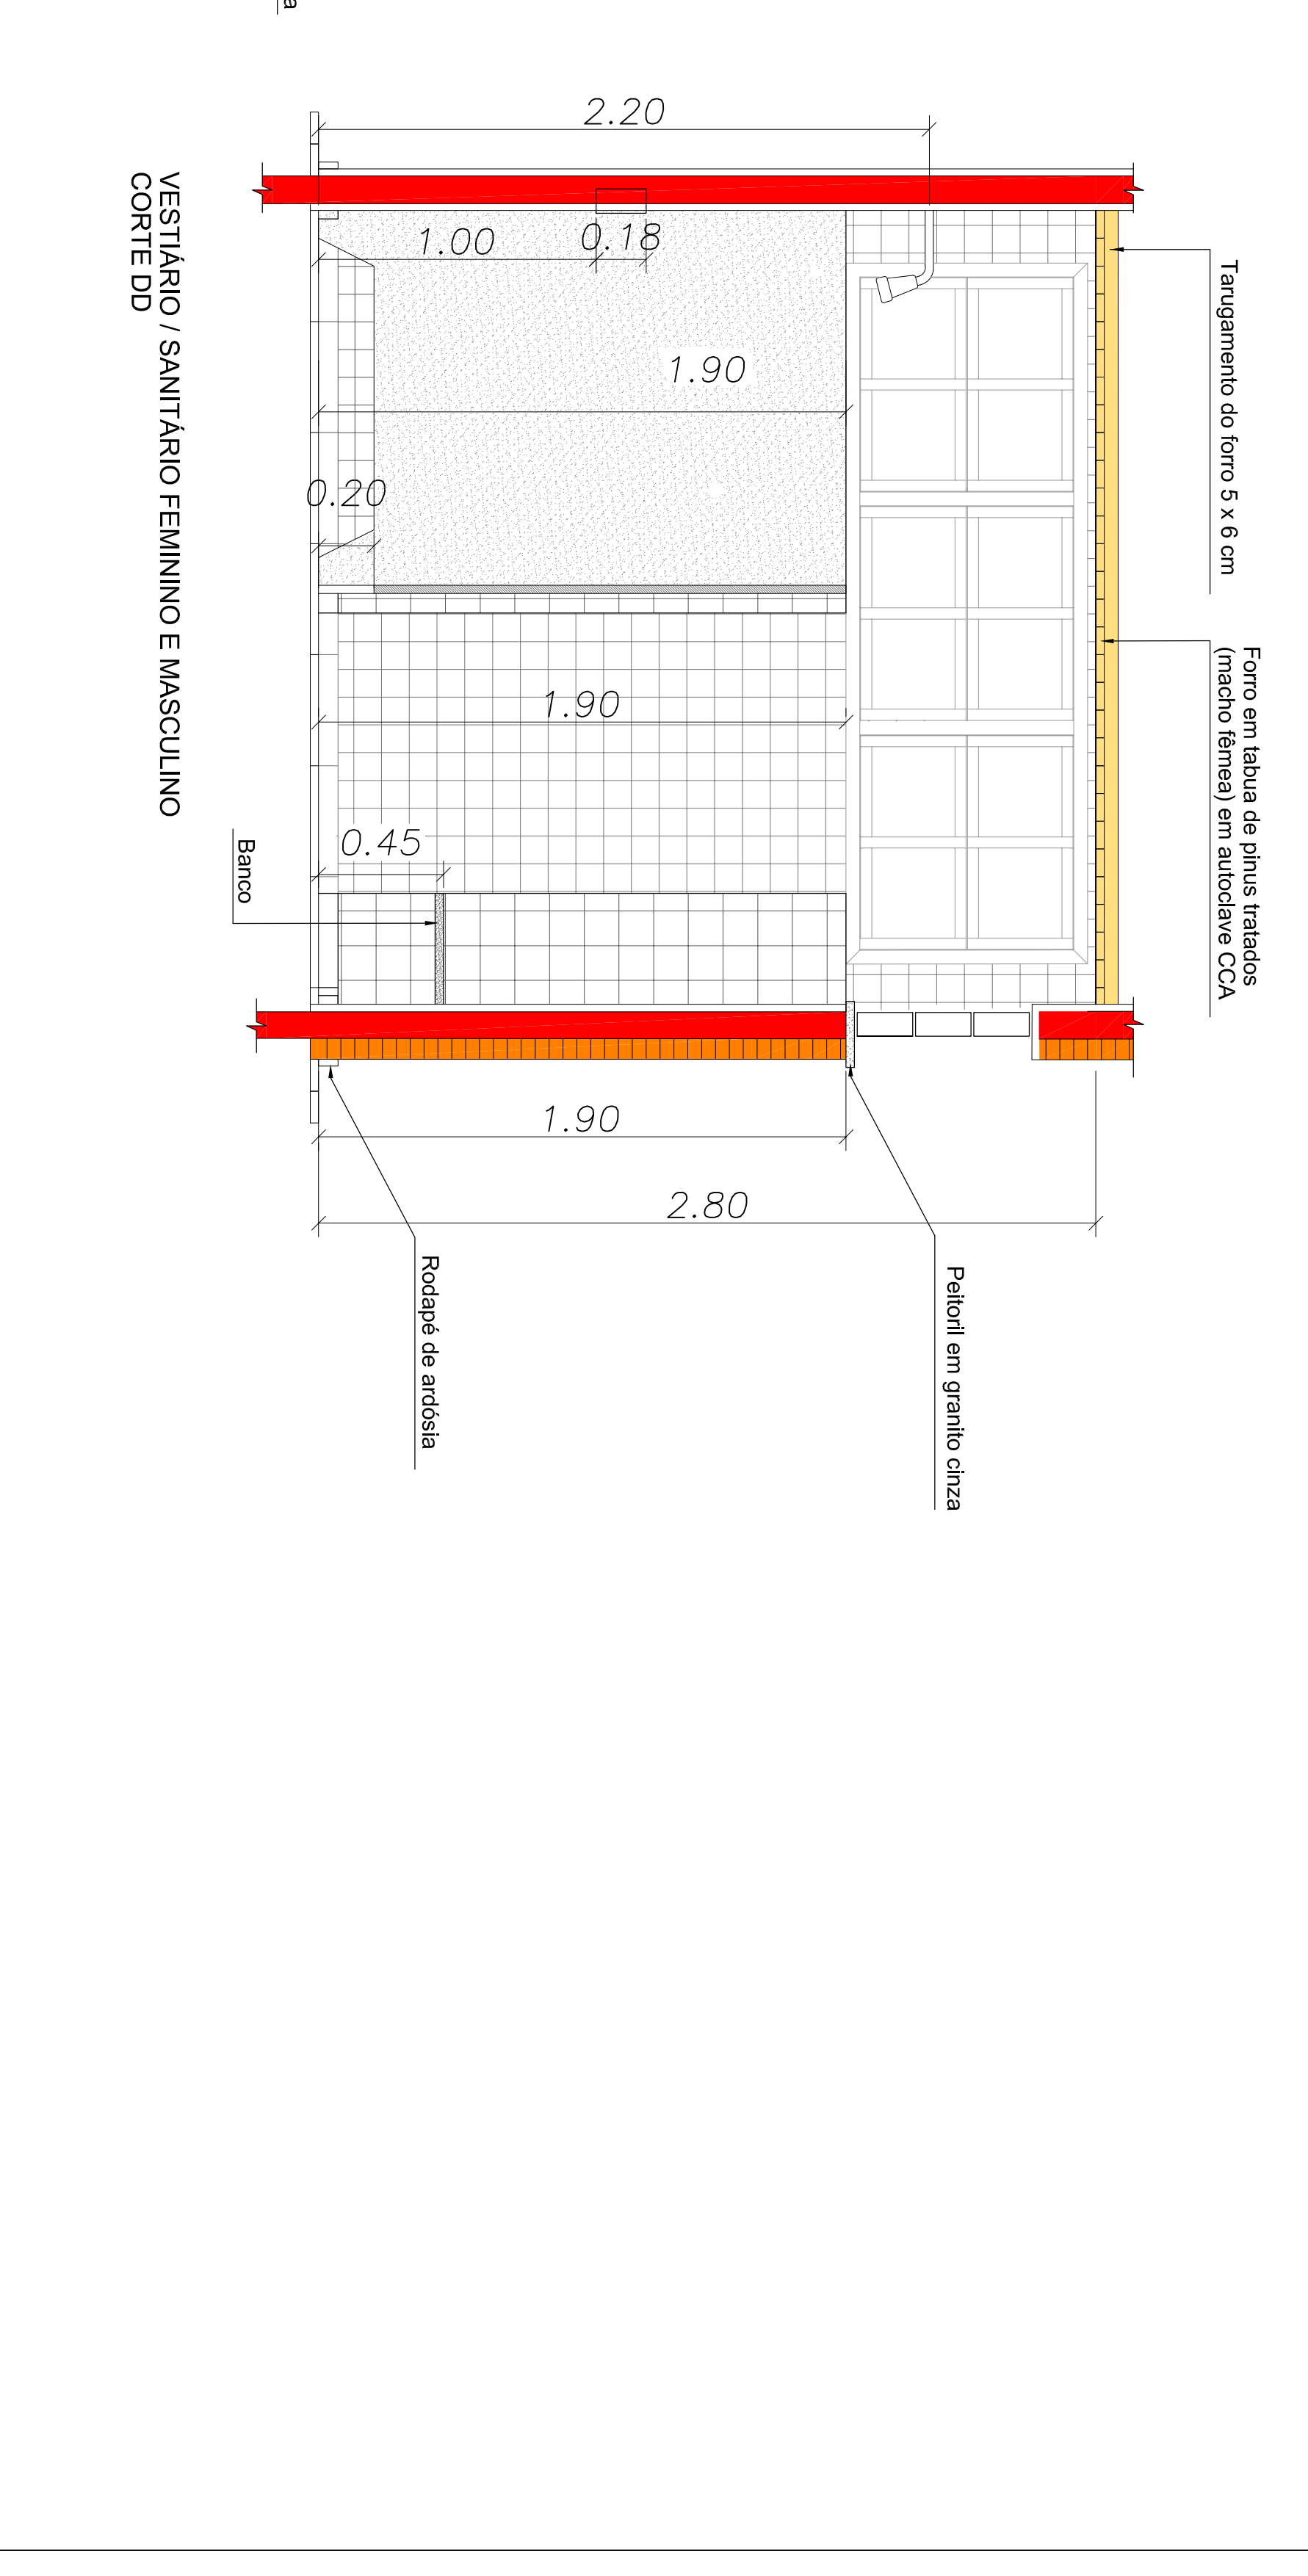 a
2.20
1.00
0.18
1.90
0.20
1.90
0.45
1.90
2.80
Tarugamento do forro 5 x 6 cm
Forro em tabua de pinus tratados
(macho fêmea) em autoclave CCA
Banco
Peitoril em granito cinza
Rodapé de ardósia
VESTIÁRIO / SANITÁRIO FEMININO E MASCULINO
CORTE DD